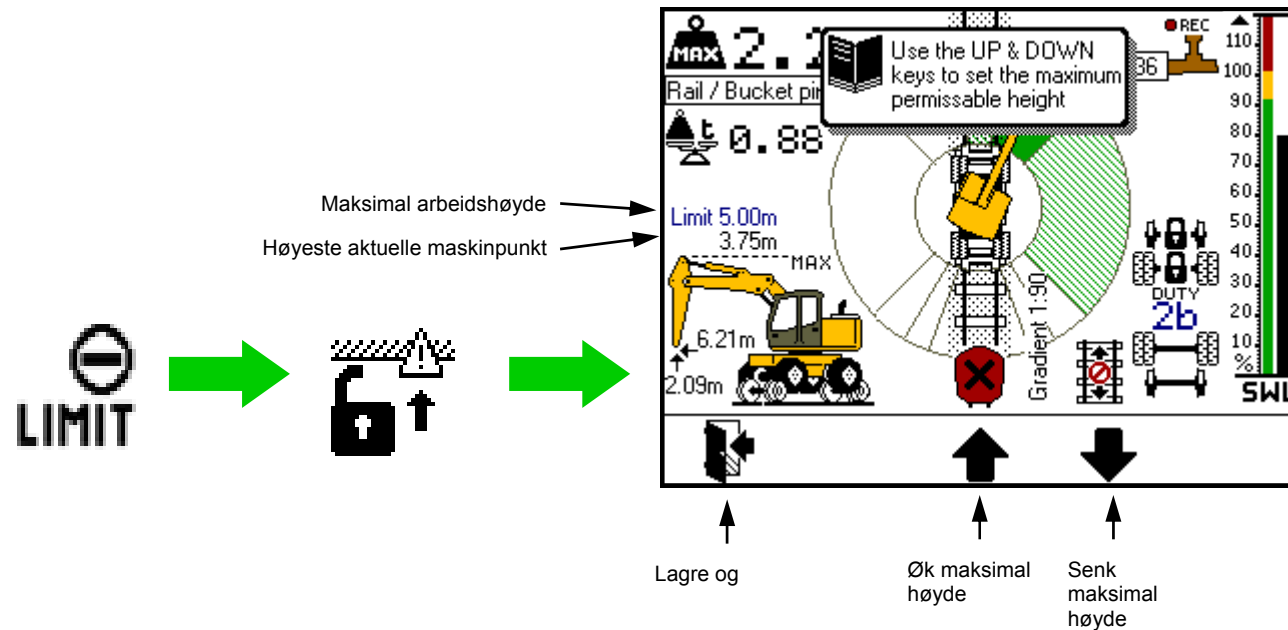 MAX 2.2
Rail / Bucket pin
t 0.88
Use the UP & DOWN
keys to set the maximum
permissable height
REC
36
110
100
90
80
70
60
50
40
30
20
10
%
SWL
Maksimal arbeidshøyde
Høyeste aktuelle maskinpunkt
Limit 5.00m
3.75m
MAX
6.21m
2.09m
Gradient 1:90
DUTY
2b
LIMIT
Lagre og
Øk maksimal
høyde
Senk
maksimal
høyde